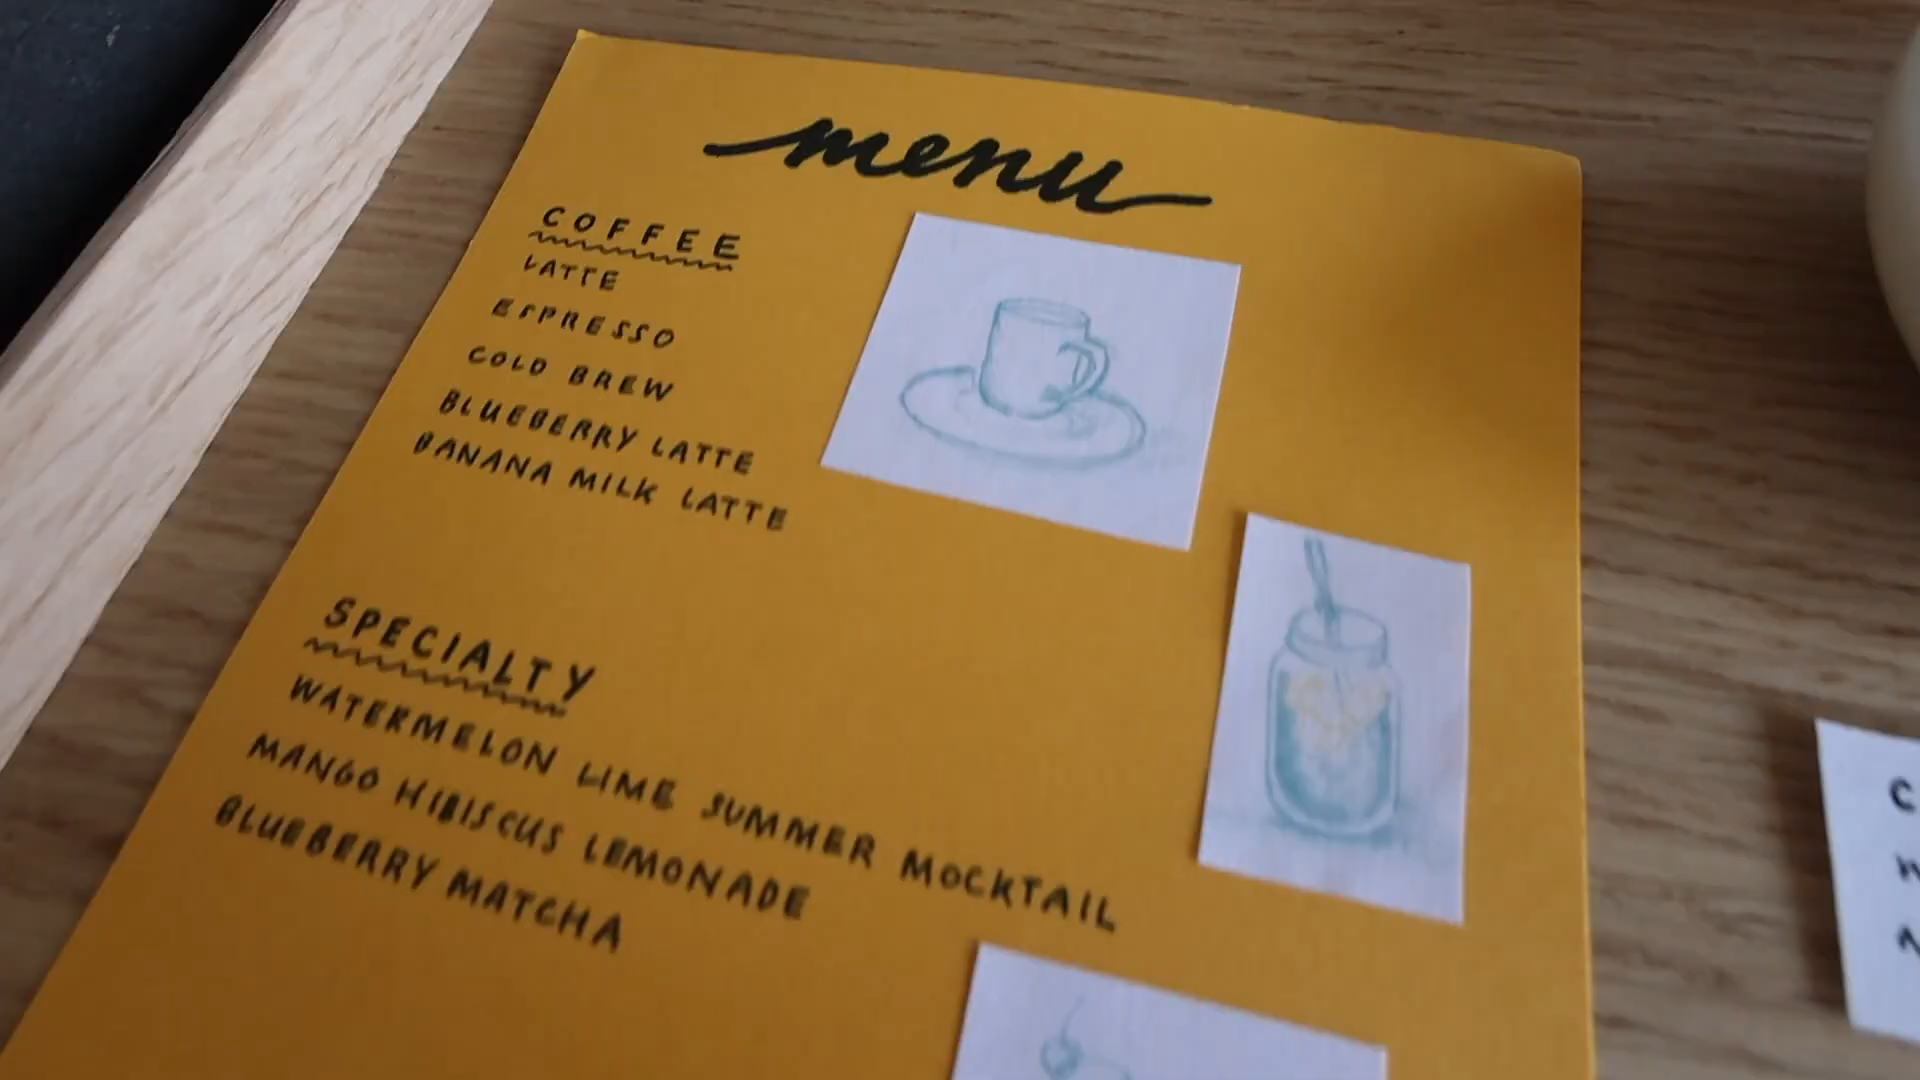 menu
COFFEE
LATTE
ESPRESSO
COLD BREW
BLUEBERRY LATTE
BANANA MILK LATTE
SPECIALTY
WATERMELON LIME SUMMER MOCKTAIL
MANGO HIBISCUS LEMONADE
BLUEBERRY MATCHA